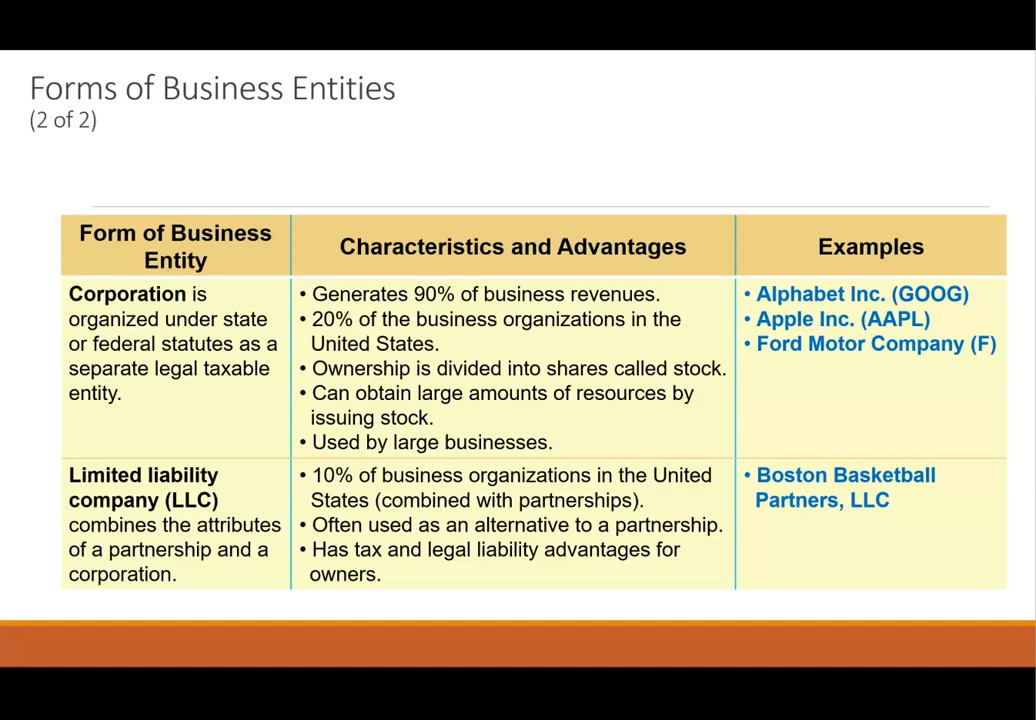 Forms of Business Entities
(2 of 2)
Form of Business
Entity
Characteristics and Advantages
Examples
Corporation is
organized under state
or federal statutes as a
separate legal taxable
entity.
• Generates 90% of business revenues.
• 20% of the business organizations in the
United States.
• Ownership is divided into shares called stock.
• Can obtain large amounts of resources by
issuing stock.
• Used by large businesses.
• Alphabet Inc. (GOOG)
• Apple Inc. (AAPL)
• Ford Motor Company (F)
Limited liability
company (LLC)
combines the attributes
of a partnership and a
corporation.
• 10% of business organizations in the United
States (combined with partnerships).
• Often used as an alternative to a partnership.
• Has tax and legal liability advantages for
owners.
• Boston Basketball
Partners, LLC